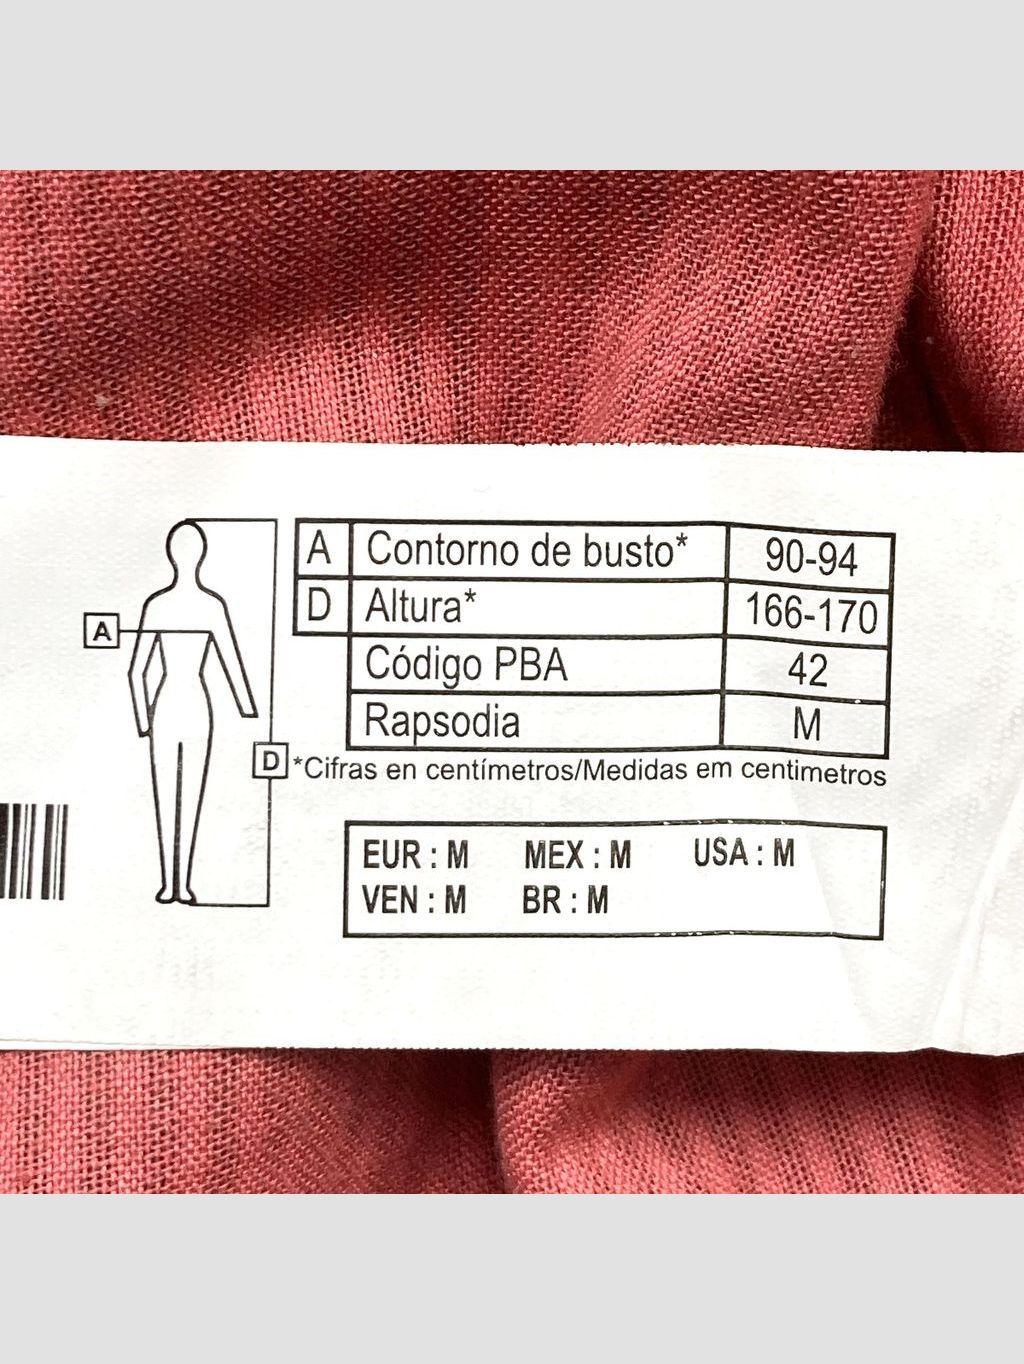 A Contorno de busto* 90-94
D Altura* 166-170
Código PBA 42
Rapsodia M
A
D
*Cifras en centímetros/Medidas em centimetros
EUR : M MEX : M USA : M
VEN : M BR : M